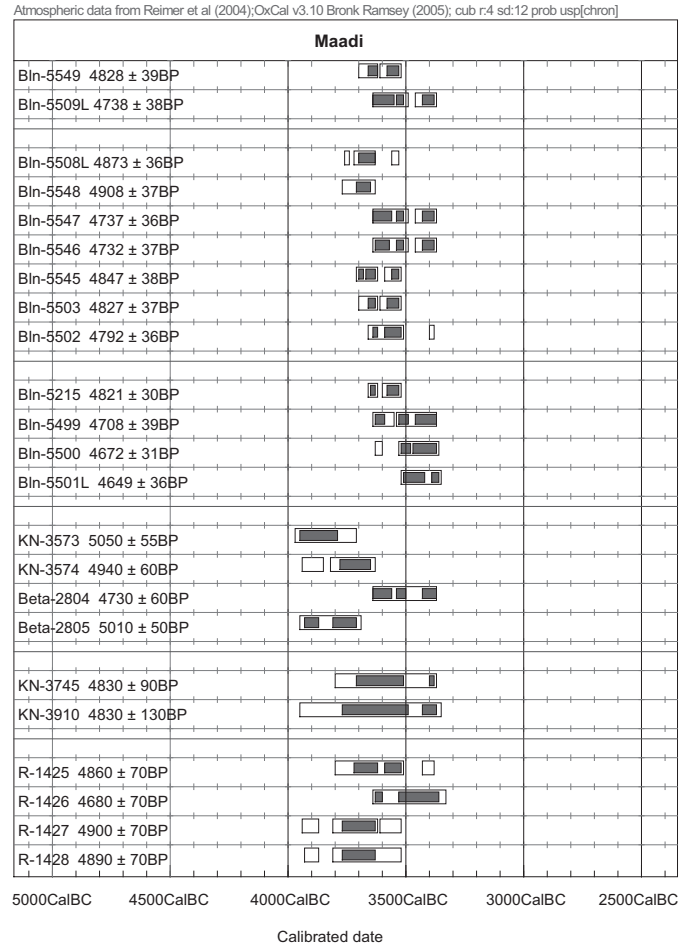 Atmospheric data from Reimer et al (2004);OxCal v3.10 Bronk Ramsey (2005); cub r:4 sd:12 prob usp[chron]
Maadi
Bln-5549 4828 ± 39BP
Bln-5509L 4738 ± 38BP
Bln-5508L 4873 ± 36BP
Bln-5548 4908 ± 37BP
Bln-5547 4737 ± 36BP
Bln-5546 4732 ± 37BP
Bln-5545 4847 ± 38BP
Bln-5503 4827 ± 37BP
Bln-5502 4792 ± 36BP
Bln-5215 4821 ± 30BP
Bln-5499 4708 ± 39BP
Bln-5500 4672 ± 31BP
Bln-5501L 4649 ± 36BP
KN-3573 5050 ± 55BP
KN-3574 4940 ± 60BP
Beta-2804 4730 ± 60BP
Beta-2805 5010 ± 50BP
KN-3745 4830 ± 90BP
KN-3910 4830 ± 130BP
R-1425 4860 ± 70BP
R-1426 4680 ± 70BP
R-1427 4900 ± 70BP
R-1428 4890 ± 70BP
5000CalBC 4500CalBC 4000CalBC 3500CalBC 3000CalBC 2500CalBC
Calibrated date